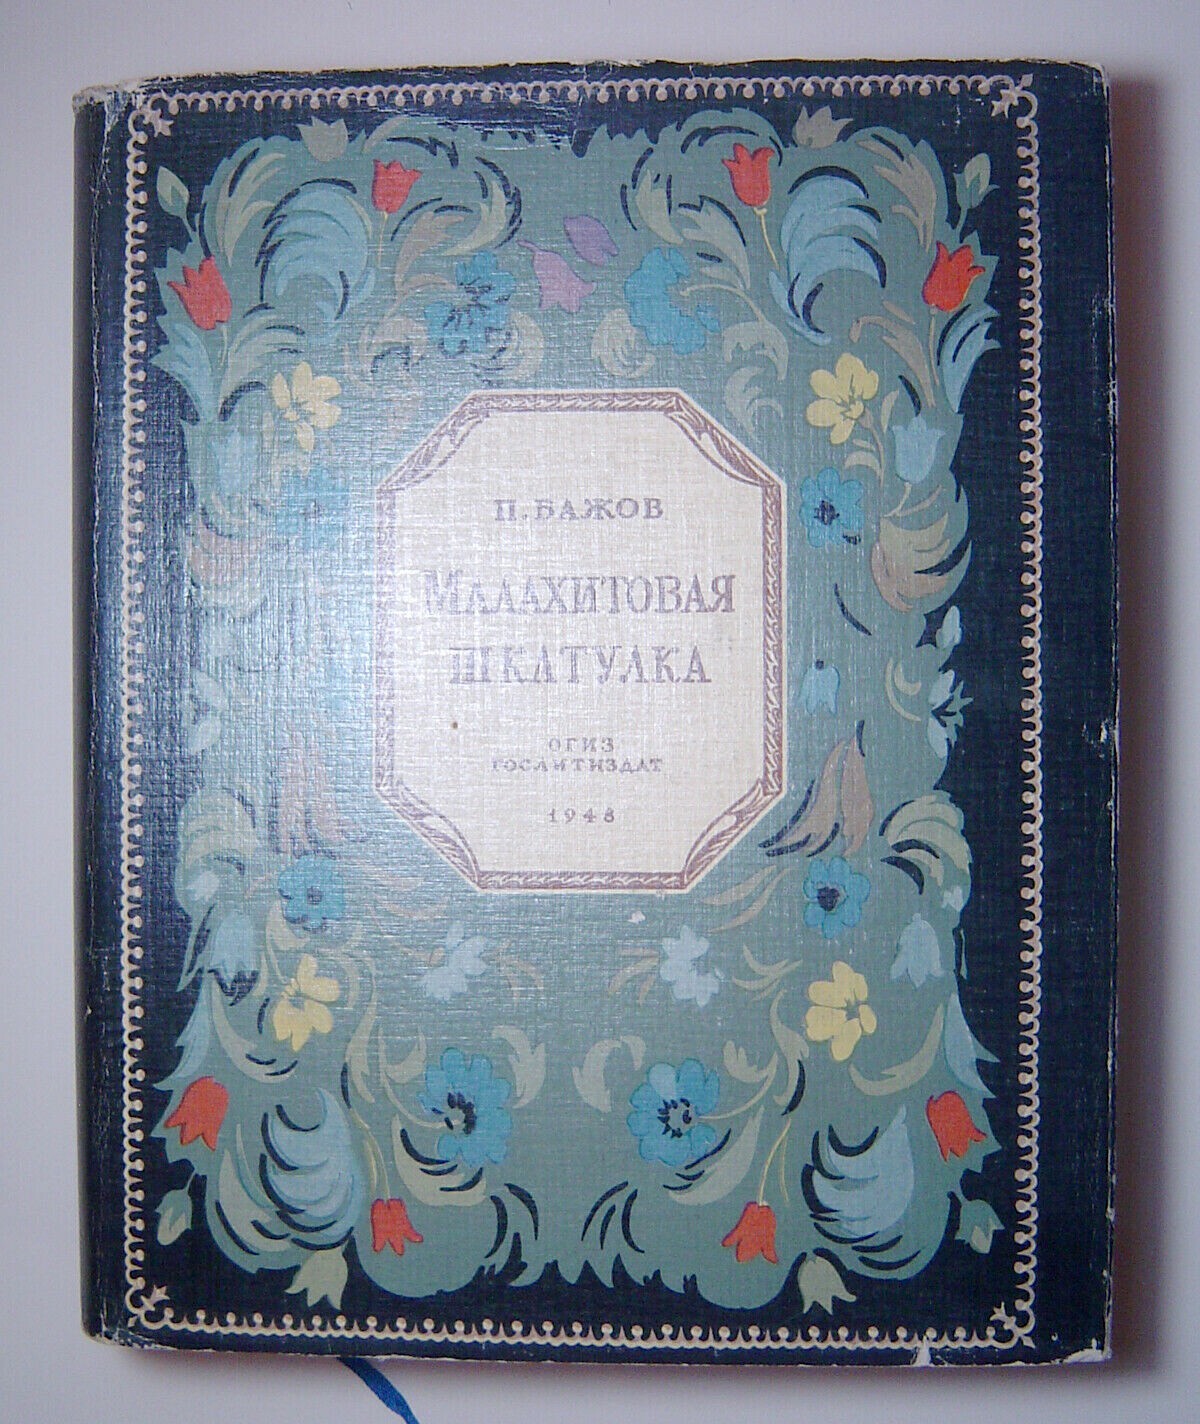 П. БАЖОВ
МАЛАХИТОВАЯ
ШКАТУЛКА
ОГИЗ
ГОСЛИТИЗДАТ
1948